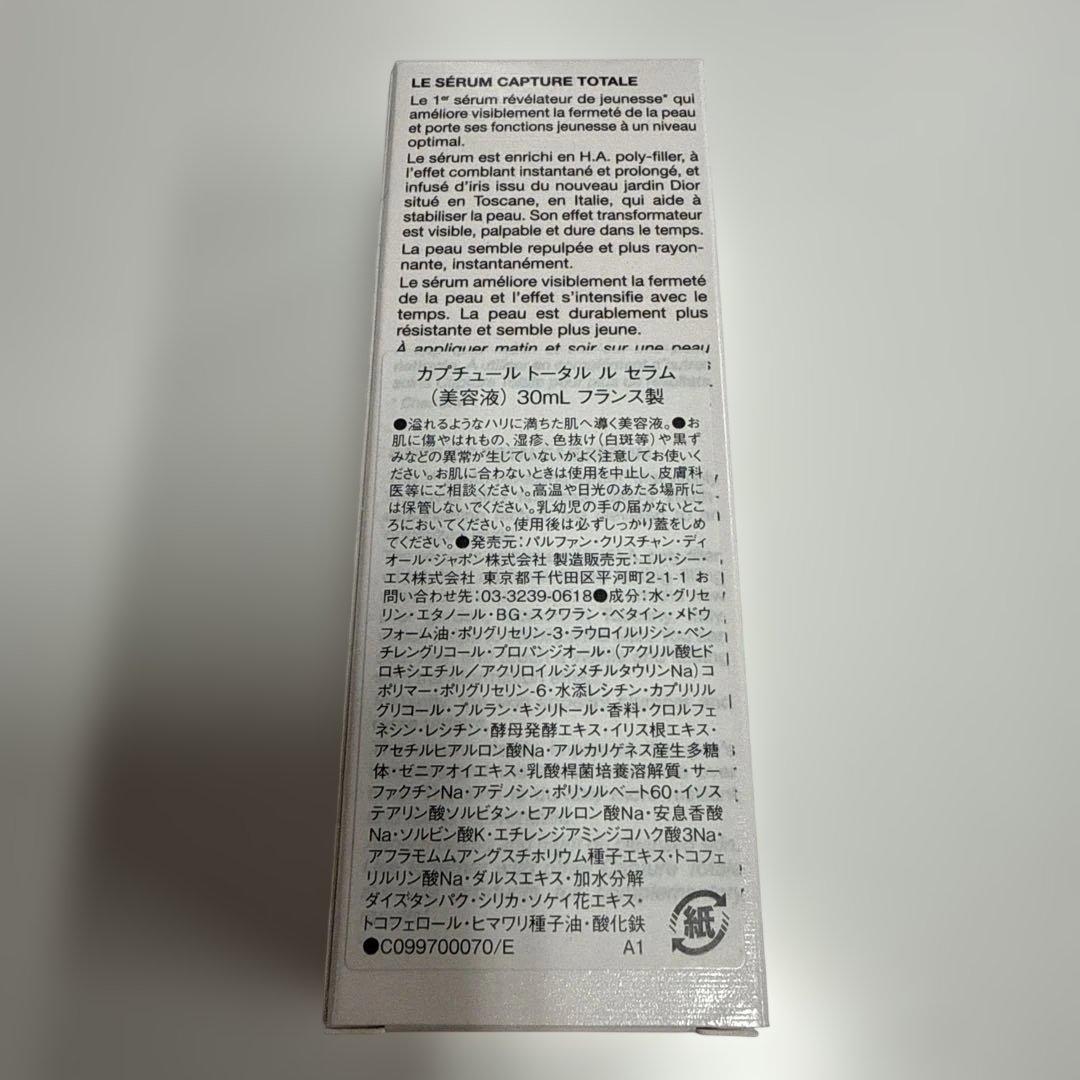 LE SÉRUM CAPTURE TOTALE
Le 1er sérum révélateur de jeunesse* qui
améliore visiblement la fermeté de la peau
et porte ses fonctions jeunesse à un niveau
optimal.
Le sérum est enrichi en H.A. poly-filler, à
l'effet comblant instantané et prolongé, et
infusé d'iris issu du nouveau jardin Dior
situé en Toscane, en Italie, qui aide à
stabiliser la peau. Son effet transformateur
est visible, palpable et dure dans le temps.
La peau semble repulpée et plus rayon-
nante, instantanément.
Le sérum améliore visiblement la fermeté
de la peau et l'effet s'intensifie avec le
temps. La peau est durablement plus
résistante et semble plus jeune.
À appliquer matin et soir sur une peau
カプチュール トータル ル セラム
（美容液）30mL フランス製
●溢れるようなハリに満ちた肌へ導く美容液。●お
肌に傷やはれもの、湿疹、色抜け（白斑等）や黒ず
みなどの異常が生じていないかよく注意してお使いく
ださい。お肌に合わないときは使用を中止し、皮膚科
医等にご相談ください。高温や日光のあたる場所に
は保管しないでください。乳幼児の手の届かないとこ
ろにおいてください。使用後は必ずしっかり蓋をしめ
てください。●発売元：パルファン・クリスチャン・ディ
オール・ジャポン株式会社 製造販売元：エル・シー・
エス株式会社 東京都千代田区平河町2-1-1 お
問い合わせ先：03-3239-0618●成分：水・グリセ
リン・エタノール・BG・スクワラン・ベタイン・メドウ
フォーム油・ポリグリセリン-3・ラウロイルリシン・ペン
チレングリコール・プロパンジオール・（アクリル酸ヒド
ロキシエチル／アクリロイルジメチルタウリンNa）コ
ポリマー・ポリグリセリン-6・水添レシチン・カプリリル
グリコール・プルラン・キシリトール・香料・クロルフェ
ネシン・レシチン・酵母発酵エキス・イリス根エキス・
アセチルヒアルロン酸Na・アルカリゲネス産生多糖
体・ゼニアオイエキス・乳酸桿菌培養溶解質・サー
ファクチンNa・アデノシン・ポリソルベート60・イソス
テアリン酸ソルビタン・ヒアルロン酸Na・安息香酸
Na・ソルビン酸K・エチレンジアミンジコハク酸3Na・
アフラモムムアングスチホリウム種子エキス・トコフェ
リルリン酸Na・ダルスエキス・加水分解
ダイズタンパク・シリカ・ソケイ花エキス・
トコフェロール・ヒマワリ種子油・酸化鉄
●C099700070/E A1
紙